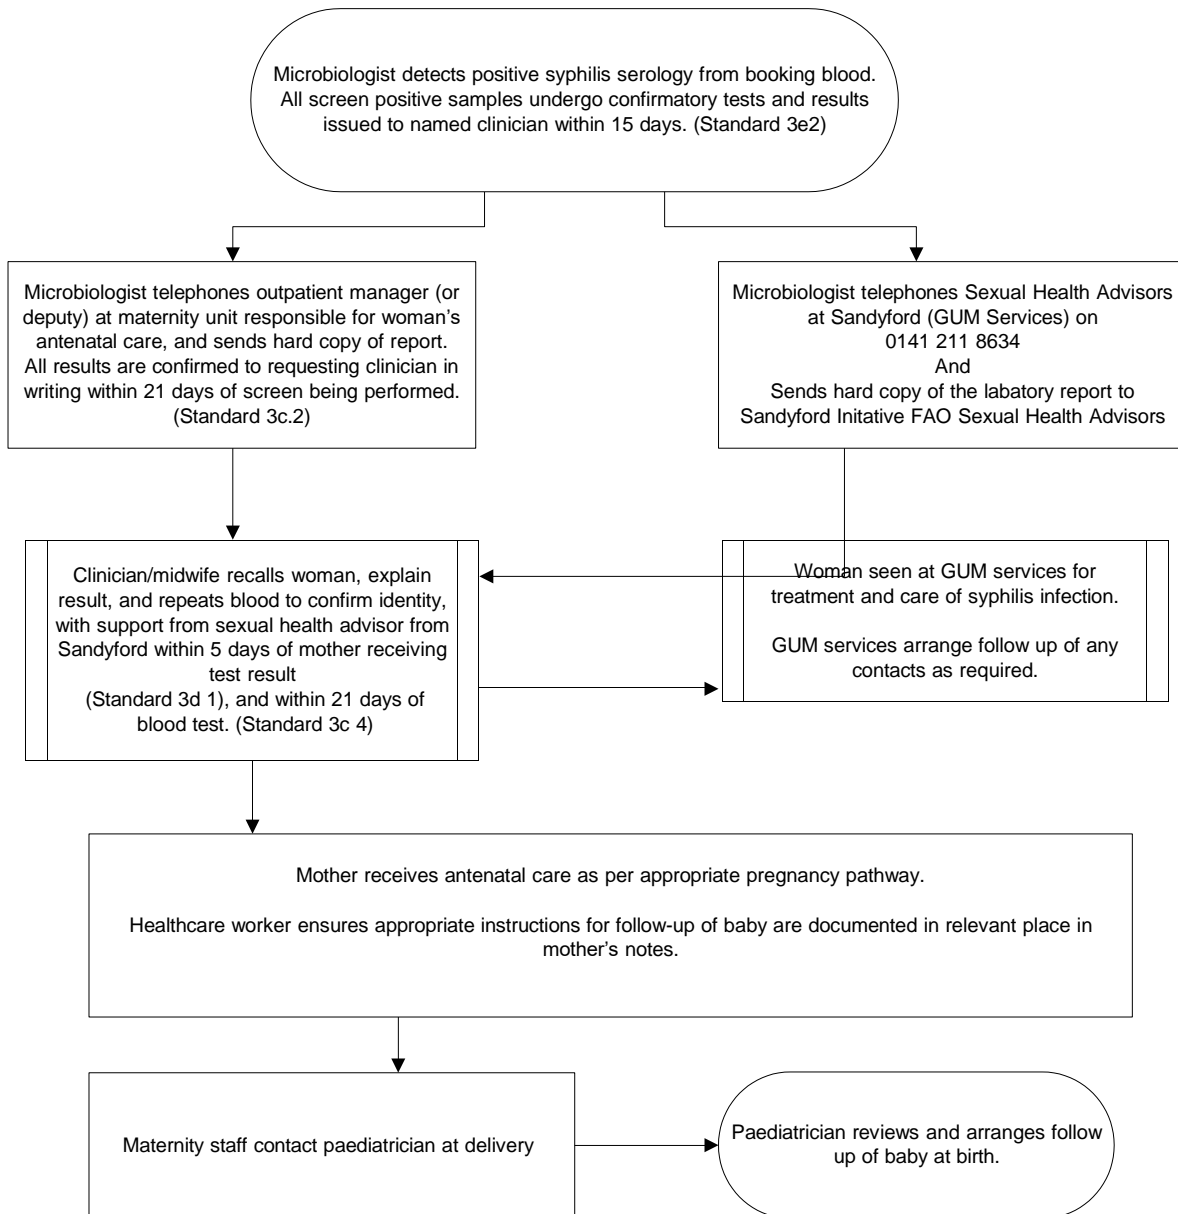 Microbiologist detects positive syphilis serology from booking blood.
All screen positive samples undergo confirmatory tests and results
issued to named clinician within 15 days. (Standard 3e2)
Microbiologist telephones outpatient manager (or
deputy) at maternity unit responsible for woman’s
antenatal care, and sends hard copy of report.
All results are confirmed to requesting clinician in
writing within 21 days of screen being performed.
(Standard 3c.2)
Microbiologist telephones Sexual Health Advisors
at Sandyford (GUM Services) on
0141 211 8634
And
Sends hard copy of the labatory report to
Sandyford Initative FAO Sexual Health Advisors
Clinician/midwife recalls woman, explain
result, and repeats blood to confirm identity,
with support from sexual health advisor from
Sandyford within 5 days of mother receiving
test result
(Standard 3d 1), and within 21 days of
blood test. (Standard 3c 4)
Woman seen at GUM services for
treatment and care of syphilis infection.
GUM services arrange follow up of any
contacts as required.
Mother receives antenatal care as per appropriate pregnancy pathway.
Healthcare worker ensures appropriate instructions for follow-up of baby are documented in relevant place in
mother’s notes.
Maternity staff contact paediatrician at delivery
Paediatrician reviews and arranges follow
up of baby at birth.